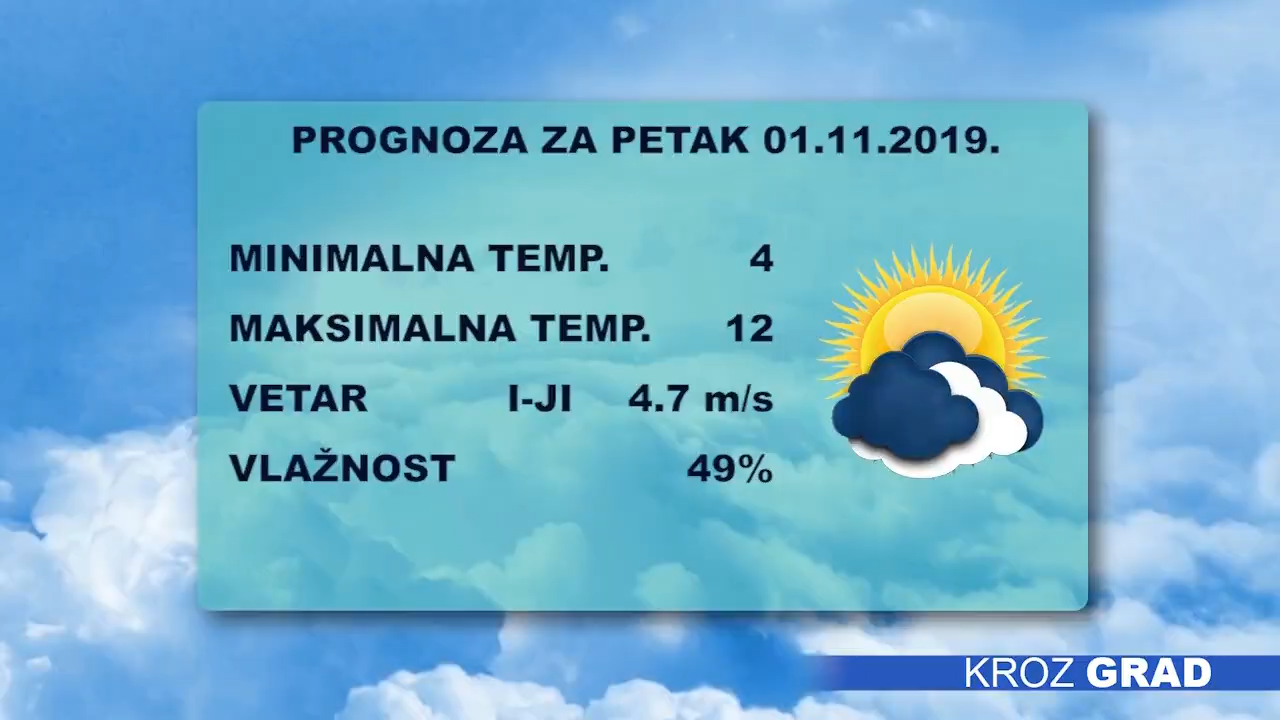 PROGNOZA ZA PETAK 01.11.2019.
MINIMALNA TEMP. 4
MAKSIMALNA TEMP. 12
VETAR I-JI 4.7 m/s
VLAŽNOST 49%
KROZ GRAD